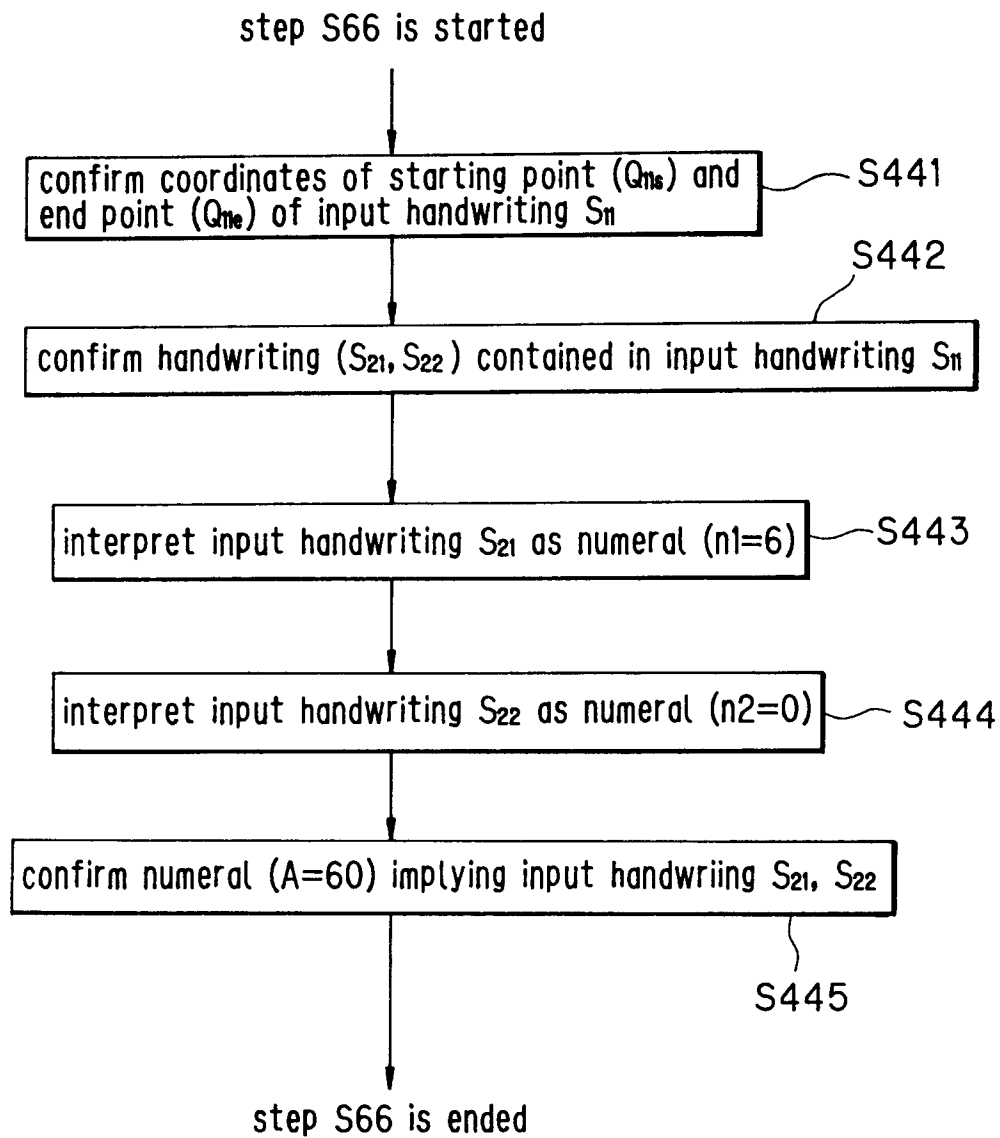 step S66 is started
confirm coordinates of starting point (Q11s) and
end point (Q11e) of input handwriting S11
S441
S442
confirm handwriting (S21, S22) contained in input handwriting S11
interpret input handwriting S21 as numeral (n1=6)
S443
interpret input handwriting S22 as numeral (n2=0)
S444
confirm numeral (A=60) implying input handwriing S21, S22
S445
step S66 is ended